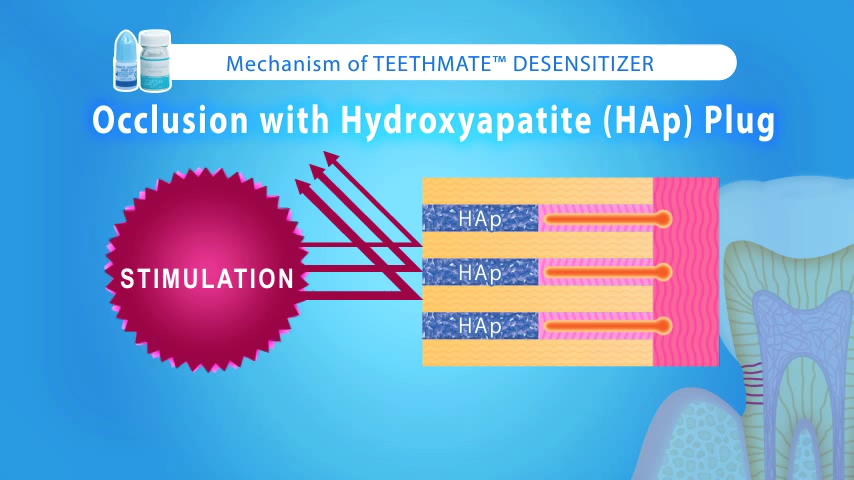 Mechanism of TEETHMATE™ DESENSITIZER
Occlusion with Hydroxyapatite (HAp) Plug
STIMULATION
HAp
HAp
HAp